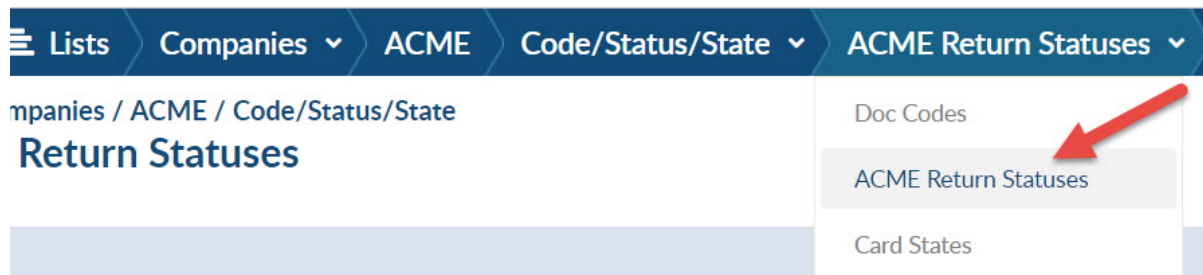 Lists Companies ACME Code/Status/State ACME Return Statuses
mpanies / ACME / Code/Status/State
Return Statuses
Doc Codes
ACME Return Statuses
Card States